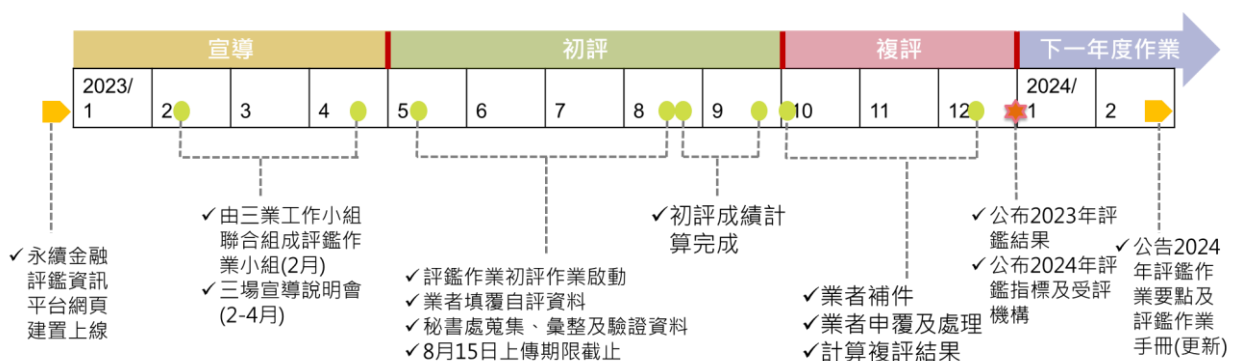 宣導
初評
複評
下一年度作業
2023/
1
2
3
4
5
6
7
8
9
10
11
12
2024/
1
2
✓永續金融
評鑑資訊
平台網頁
建置上線
✓由三業工作小組
聯合組成評鑑作
業小組(2月)
✓三場宣導說明會
(2-4月)
✓評鑑作業初評作業啟動
✓業者填覆自評資料
✓秘書處蒐集、彙整及驗證資料
✓8月15日上傳期限截止
✓初評成績計
算完成
✓業者補件
✓業者申覆及處理
✓計算複評結果
✓公布2023年評
鑑結果
✓公布2024年評
鑑指標及受評
機構
✓公告2024
年評鑑作
業要點及
評鑑作業
手冊(更新)